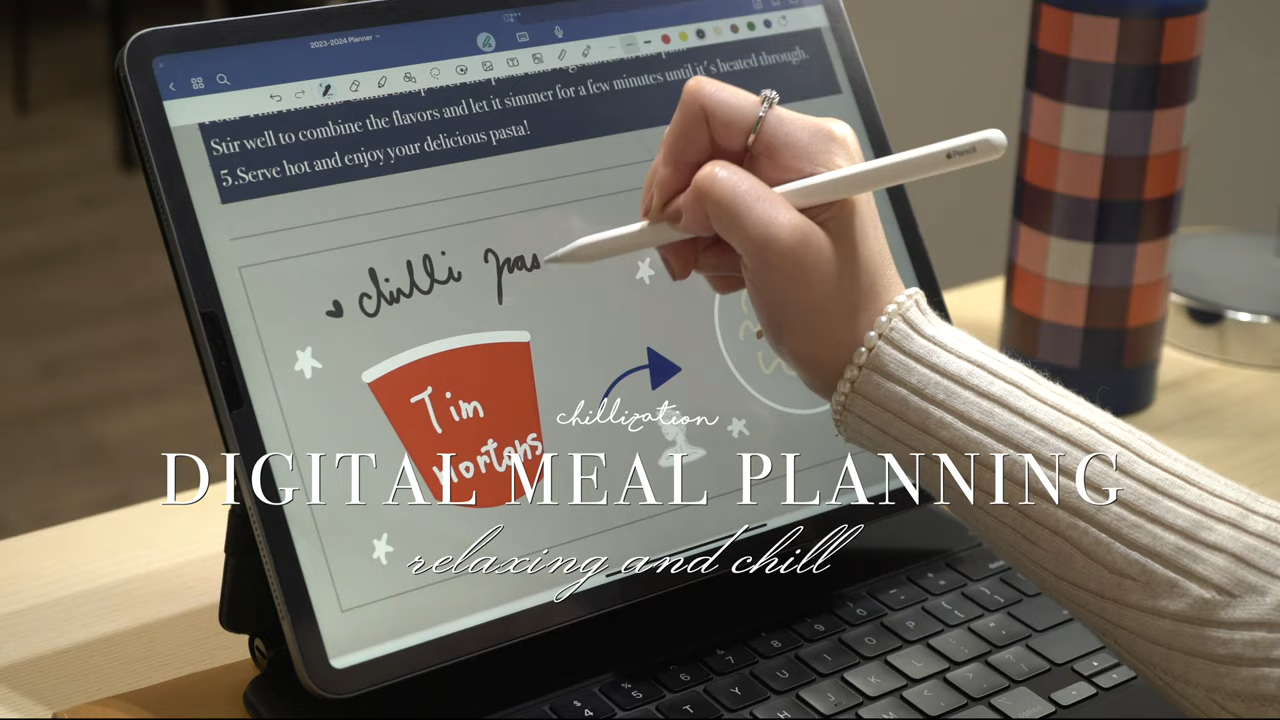 2023-2024 Planner
Stir well to combine the flavors and let it simmer for a few minutes until it's heated through.
5.Serve hot and enjoy your delicious pasta!
Pencil
chilli pas
Tim
Hortons
chillization
DIGITAL MEAL PLANNING
relaxing and chill